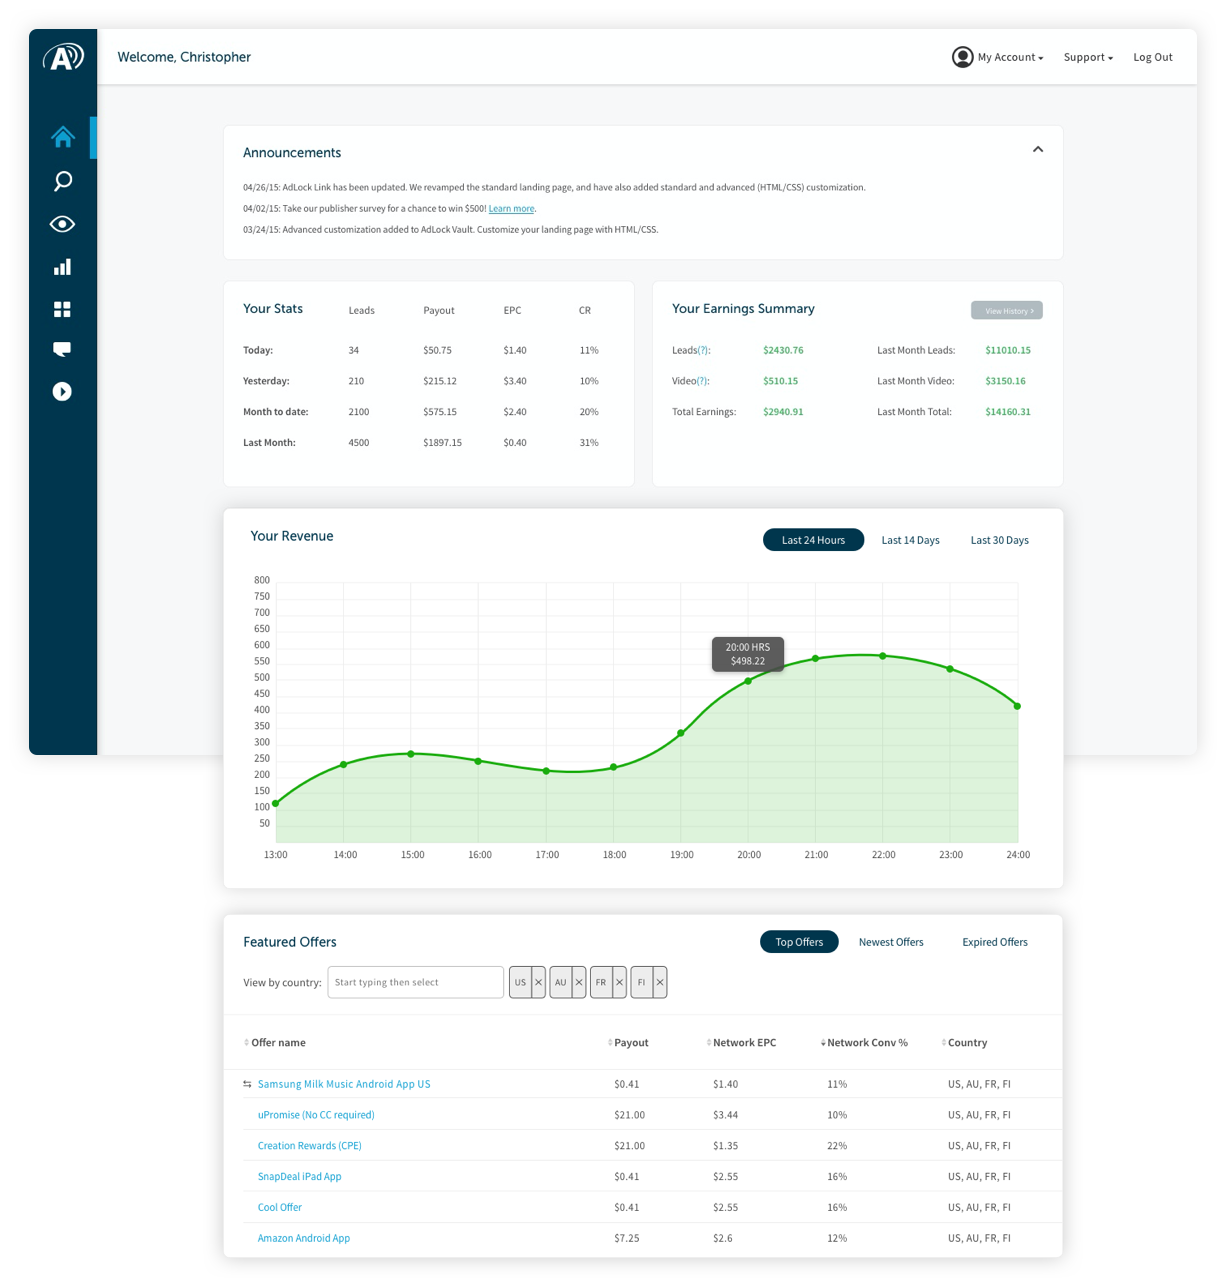 A
Welcome, Christopher
My Account
Support
Log Out
Announcements
04/26/15: AdLock Link has been updated. We revamped the standard landing page, and have also added standard and advanced (HTML/CSS) customization.
04/02/15: Take our publisher survey for a chance to win $500! Learn more.
03/24/15: Advanced customization added to AdLock Vault. Customize your landing page with HTML/CSS.
Your Stats Leads Payout EPC CR
Today: 34 $50.75 $1.40 11%
Yesterday: 210 $215.12 $3.40 10%
Month to date: 2100 $575.15 $2.40 20%
Last Month: 4500 $1897.15 $0.40 31%
Your Earnings Summary View History >
Leads(?): $2430.76 Last Month Leads: $11010.15
Video(?): $510.15 Last Month Video: $3150.16
Total Earnings: $2940.91 Last Month Total: $14160.31
Your Revenue Last 24 Hours Last 14 Days Last 30 Days
800
750
700
650
600
550
500
450
400
350
300
250
200
150
100
50
20:00 HRS
$498.22
13:00 14:00 15:00 16:00 17:00 18:00 19:00 20:00 21:00 22:00 23:00 24:00
Featured Offers Top Offers Newest Offers Expired Offers
View by country: Start typing then select US × AU × FR × FI ×
Offer name Payout Network EPC Network Conv % Country
Samsung Milk Music Android App US $0.41 $1.40 11% US, AU, FR, FI
uPromise (No CC required) $21.00 $3.44 10% US, AU, FR, FI
Creation Rewards (CPE) $21.00 $1.35 22% US, AU, FR, FI
SnapDeal iPad App $0.41 $2.55 16% US, AU, FR, FI
Cool Offer $0.41 $2.55 16% US, AU, FR, FI
Amazon Android App $7.25 $2.6 12% US, AU, FR, FI